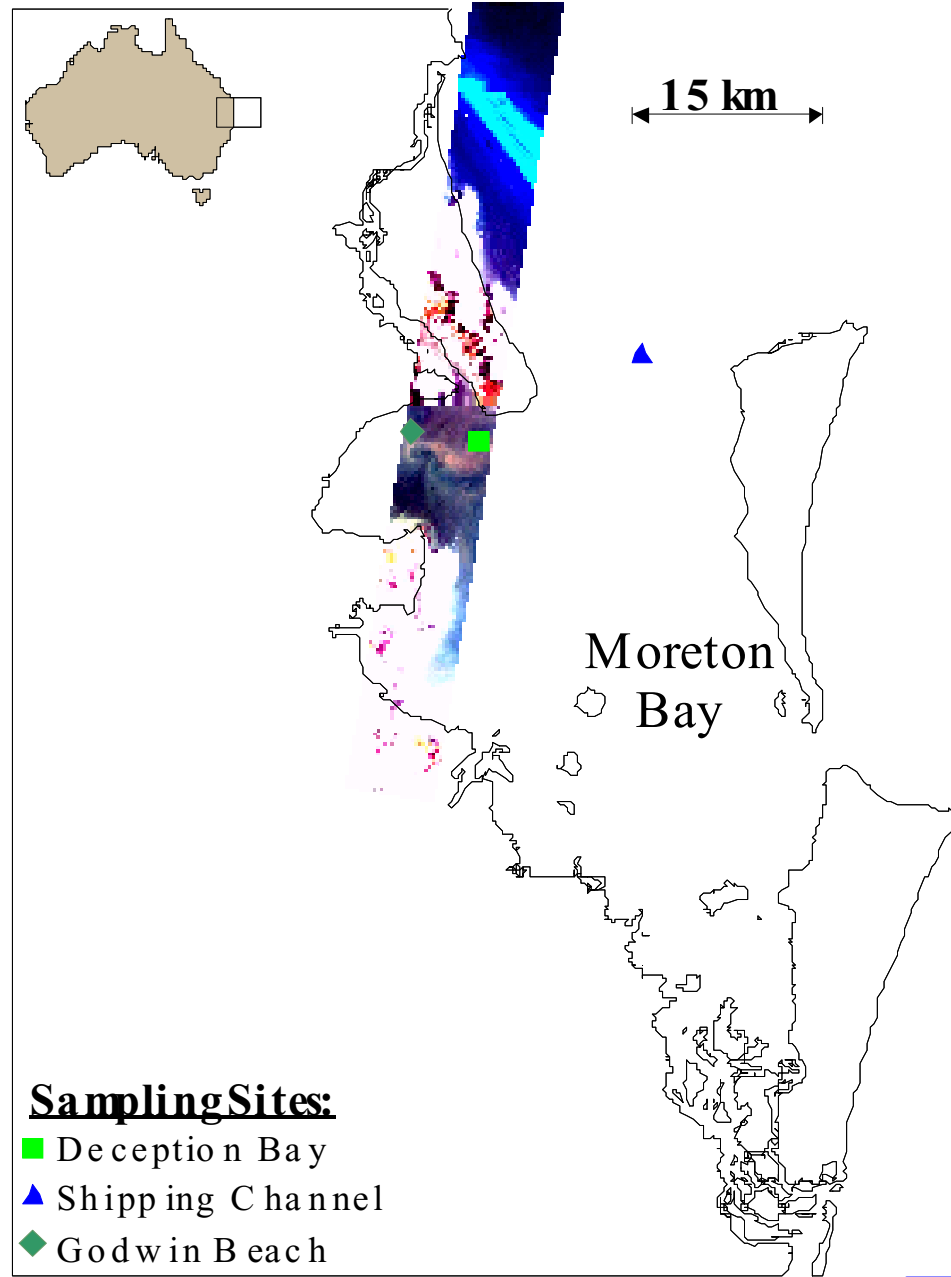 15 km
Moreton
Bay
Sampling Sites:
Deception Bay
Shipping Channel
Godwin Beach